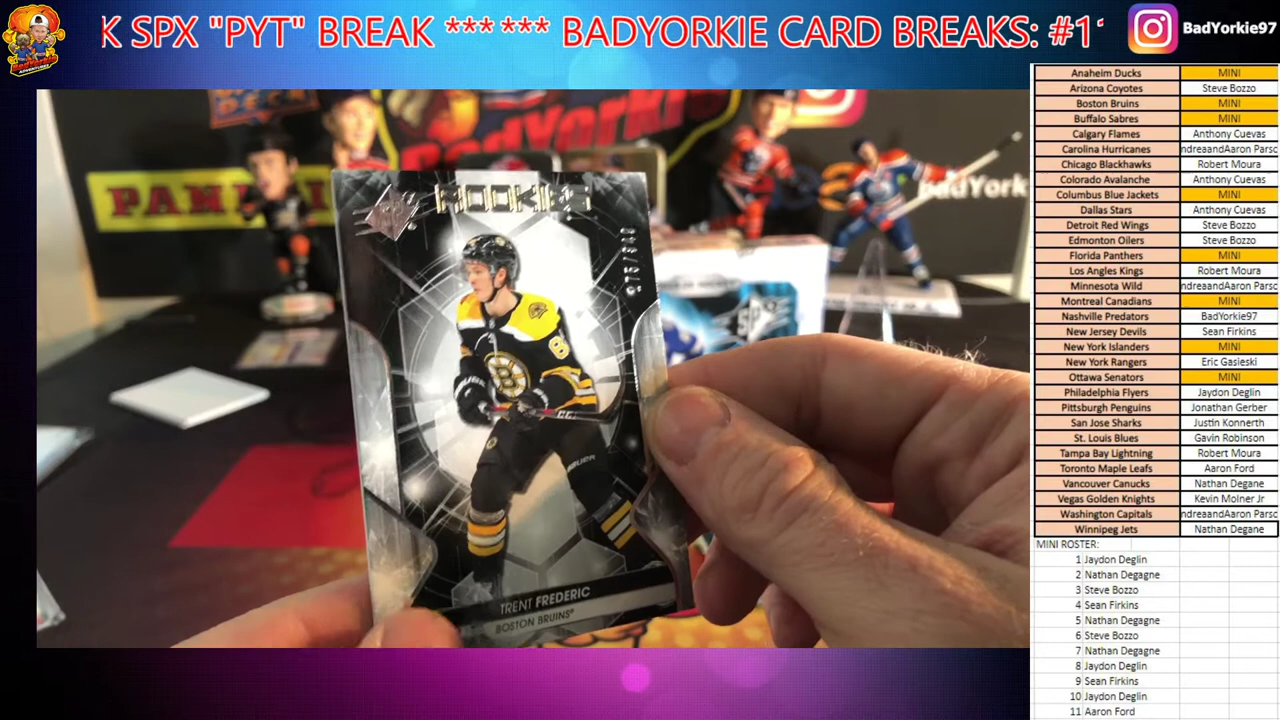 K SPX "PYT" BREAK *** *** BADYORKIE CARD BREAKS: #1
BadYorkie97
PANINI
BadYorki
BadYork
SPX
ROOKIES
TRENT FREDERIC
BOSTON BRUINS
Anaheim Ducks MINI
Arizona Coyotes Steve Bozzo
Boston Bruins MINI
Buffalo Sabres MINI
Calgary Flames Anthony Cuevas
Carolina Hurricanes ndreaandAaron Parso
Chicago Blackhawks Robert Moura
Colorado Avalanche Anthony Cuevas
Columbus Blue Jackets MINI
Dallas Stars Anthony Cuevas
Detroit Red Wings Steve Bozzo
Edmonton Oilers Steve Bozzo
Florida Panthers MINI
Los Angeles Kings Robert Moura
Minnesota Wild ndreaandAaron Parso
Montreal Canadians MINI
Nashville Predators BadYorkie97
New Jersey Devils Sean Firkins
New York Islanders MINI
New York Rangers Eric Gasieski
Ottawa Senators MINI
Philadelphia Flyers Jaydon Deglin
Pittsburgh Penguins Jonathan Gerber
San Jose Sharks Justin Konnerth
St. Louis Blues Gavin Robinson
Tampa Bay Lightning Robert Moura
Toronto Maple Leafs Aaron Ford
Vancouver Canucks Nathan Degane
Vegas Golden Knights Kevin Molner Jr
Washington Capitals ndreaandAaron Parso
Winnipeg Jets Nathan Degane
MINI ROSTER:
1 Jaydon Deglin
2 Nathan Degagne
3 Steve Bozzo
4 Sean Firkins
5 Nathan Degagne
6 Steve Bozzo
7 Nathan Degagne
8 Jaydon Deglin
9 Sean Firkins
10 Jaydon Deglin
11 Aaron Ford